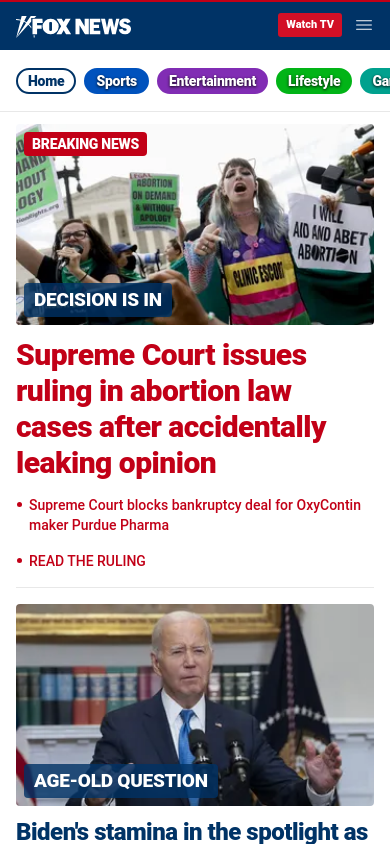 FOX NEWS
Watch TV
Home
Sports
Entertainment
Lifestyle
Ga
BREAKING NEWS
ABORTION
ON DEMAND
& WITHOUT
APOLOGY
I WILL
AID AND ABET
ABORTION
CLINIC ESCORT
DECISION IS IN
Supreme Court issues
ruling in abortion law
cases after accidentally
leaking opinion
• Supreme Court blocks bankruptcy deal for OxyContin
maker Purdue Pharma
• READ THE RULING
AGE-OLD QUESTION
Biden's stamina in the spotlight as